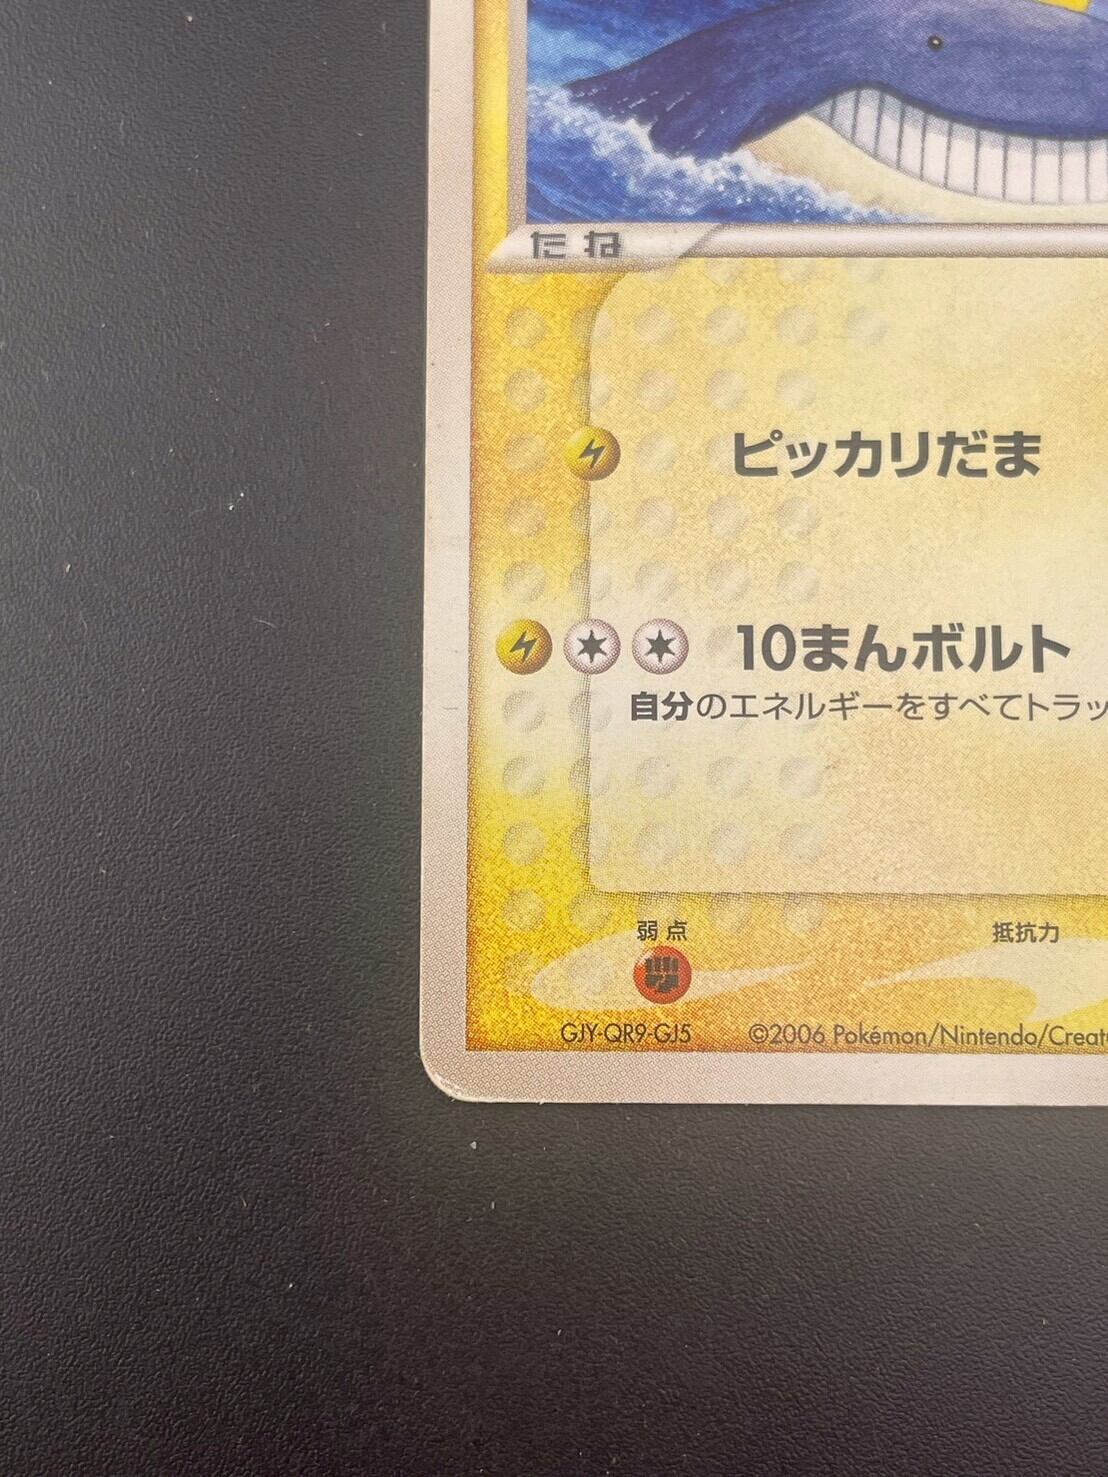 たね
ピッカリだま
10まんボルト
自分のエネルギーをすべてトラッ
弱点
抵抗力
GJY-QR9-GJ5
©2006 Pokémon/Nintendo/Creat